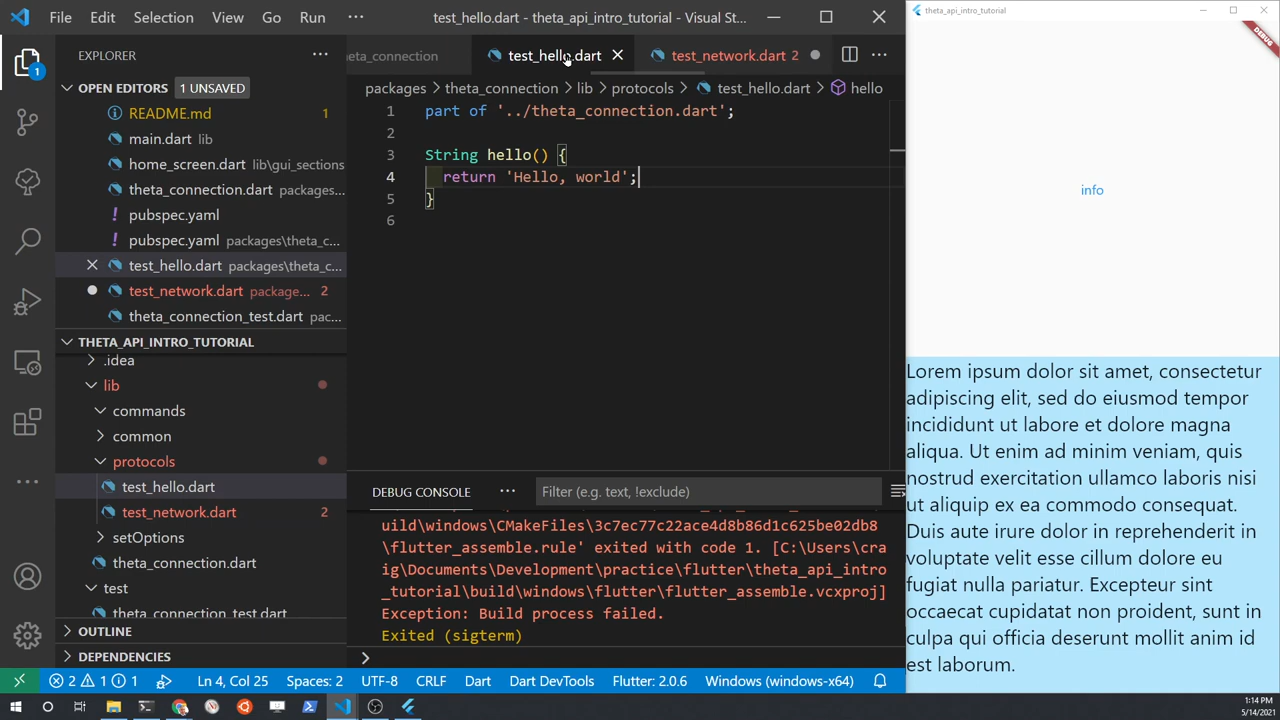 File
Edit
Selection
View
Go
Run
···
test_hello.dart - theta_api_intro_tutorial - Visual St...
theta_api_intro_tutorial
EXPLORER
···
eta_connection
test_hello.dart
test_network.dart 2
···
DEBUG
OPEN EDITORS
1 UNSAVED
packages > theta_connection > lib > protocols > test_hello.dart > hello
README.md 1
main.dart lib
home_screen.dart lib\gui_sections
theta_connection.dart packages...
pubspec.yaml
pubspec.yaml packages\theta_c...
test_hello.dart packages\theta_c...
test_network.dart package... 2
theta_connection_test.dart pac...
1 part of '../theta_connection.dart';
2
3 String hello() {
4 return 'Hello, world';
5 }
6
info
THETA_API_INTRO_TUTORIAL
.idea
lib
commands
common
protocols
test_hello.dart
test_network.dart 2
setOptions
theta_connection.dart
test
theta_connection_test.dart
OUTLINE
DEPENDENCIES
1
DEBUG CONSOLE
···
Filter (e.g. text, !exclude)
uild\windows\CMakeFiles\3c7ec77c22ace4d8b86d1c625be02db8
\flutter_assemble.rule' exited with code 1. [C:\Users\cra
ig\Documents\Development\practice\flutter\theta_api_intro
_tutorial\build\windows\flutter\flutter_assemble.vcxproj]
Exception: Build process failed.
Exited (sigterm)
Lorem ipsum dolor sit amet, consectetur
adipiscing elit, sed do eiusmod tempor
incididunt ut labore et dolore magna
aliqua. Ut enim ad minim veniam, quis
nostrud exercitation ullamco laboris nisi
ut aliquip ex ea commodo consequat.
Duis aute irure dolor in reprehenderit in
voluptate velit esse cillum dolore eu
fugiat nulla pariatur. Excepteur sint
occaecat cupidatat non proident, sunt in
culpa qui officia deserunt mollit anim id
est laborum.
2 1 1
Ln 4, Col 25
Spaces: 2
UTF-8
CRLF
Dart
Dart DevTools
Flutter: 2.0.6
Windows (windows-x64)
1:14 PM
5/14/2021